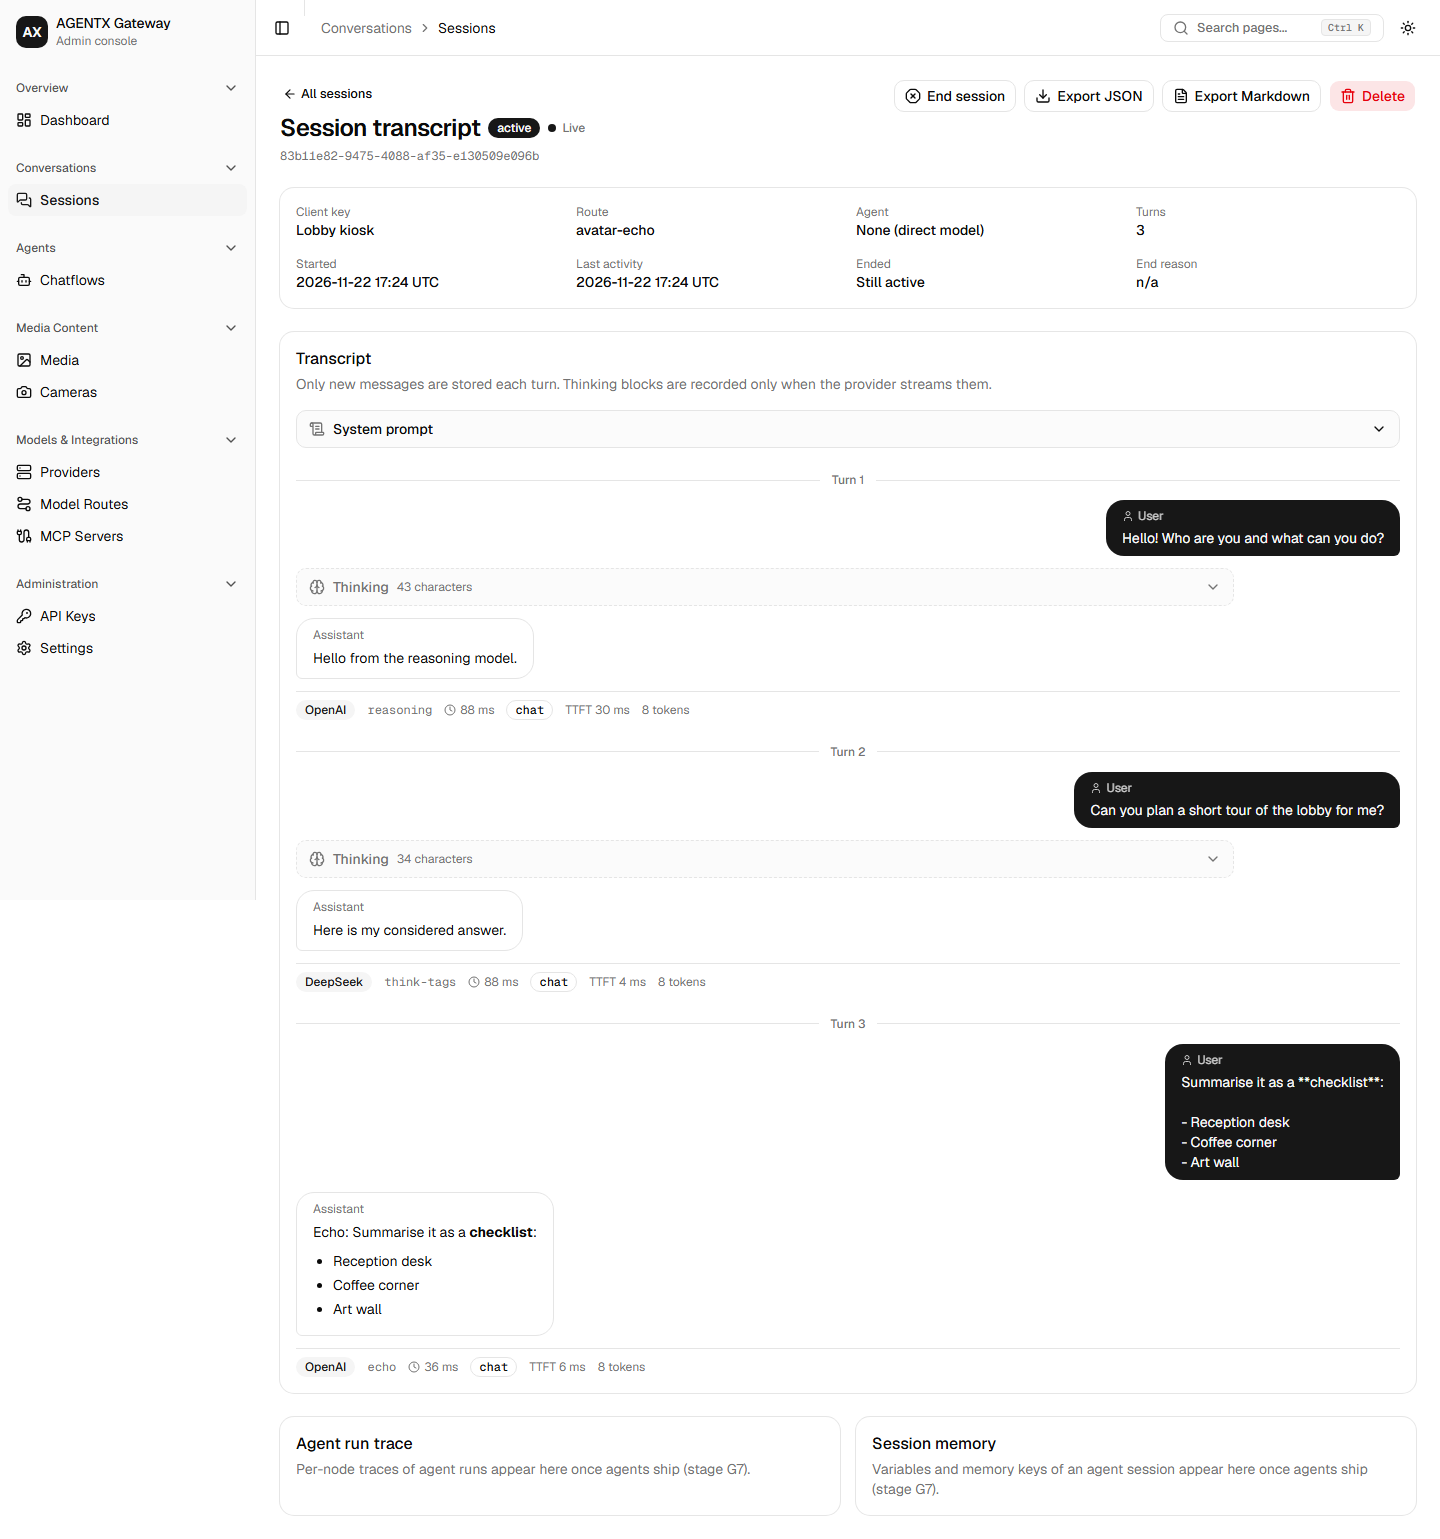 AX
AGENTX Gateway
Admin console
Overview
Dashboard
Conversations
Sessions
Agents
Chatflows
Media Content
Media
Cameras
Models & Integrations
Providers
Model Routes
MCP Servers
Administration
API Keys
Settings
Conversations > Sessions
Search pages... Ctrl K
All sessions
End session
Export JSON
Export Markdown
Delete
Session transcript active Live
83b11e82-9475-4088-af35-e130509e096b
Client key
Lobby kiosk
Route
avatar-echo
Agent
None (direct model)
Turns
3
Started
2026-11-22 17:24 UTC
Last activity
2026-11-22 17:24 UTC
Ended
Still active
End reason
n/a
Transcript
Only new messages are stored each turn. Thinking blocks are recorded only when the provider streams them.
System prompt
Turn 1
User
Hello! Who are you and what can you do?
Thinking 43 characters
Assistant
Hello from the reasoning model.
OpenAI reasoning 88 ms chat TTFT 30 ms 8 tokens
Turn 2
User
Can you plan a short tour of the lobby for me?
Thinking 34 characters
Assistant
Here is my considered answer.
DeepSeek think-tags 88 ms chat TTFT 4 ms 8 tokens
Turn 3
User
Summarise it as a **checklist**:
- Reception desk
- Coffee corner
- Art wall
Assistant
Echo: Summarise it as a checklist:
• Reception desk
• Coffee corner
• Art wall
OpenAI echo 36 ms chat TTFT 6 ms 8 tokens
Agent run trace
Per-node traces of agent runs appear here once agents ship (stage G7).
Session memory
Variables and memory keys of an agent session appear here once agents ship
(stage G7).